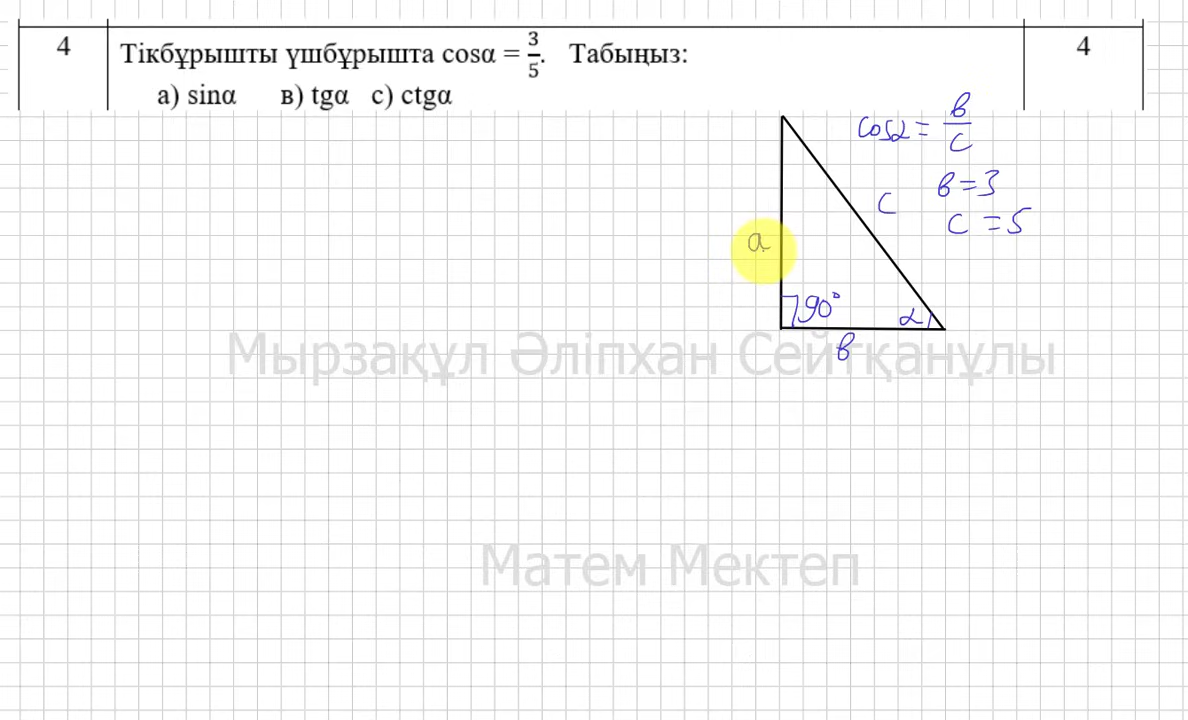 4 Тікбұрышты үшбұрышта cosα = 3/5. Табыңыз: 4
а) sinα в) tgα с) ctgα
cosα = в/с
в = 3
с = 5
с
а
90°
α
в
Мырзақұл Әліпхан Сейтқанұлы
Матем Мектеп